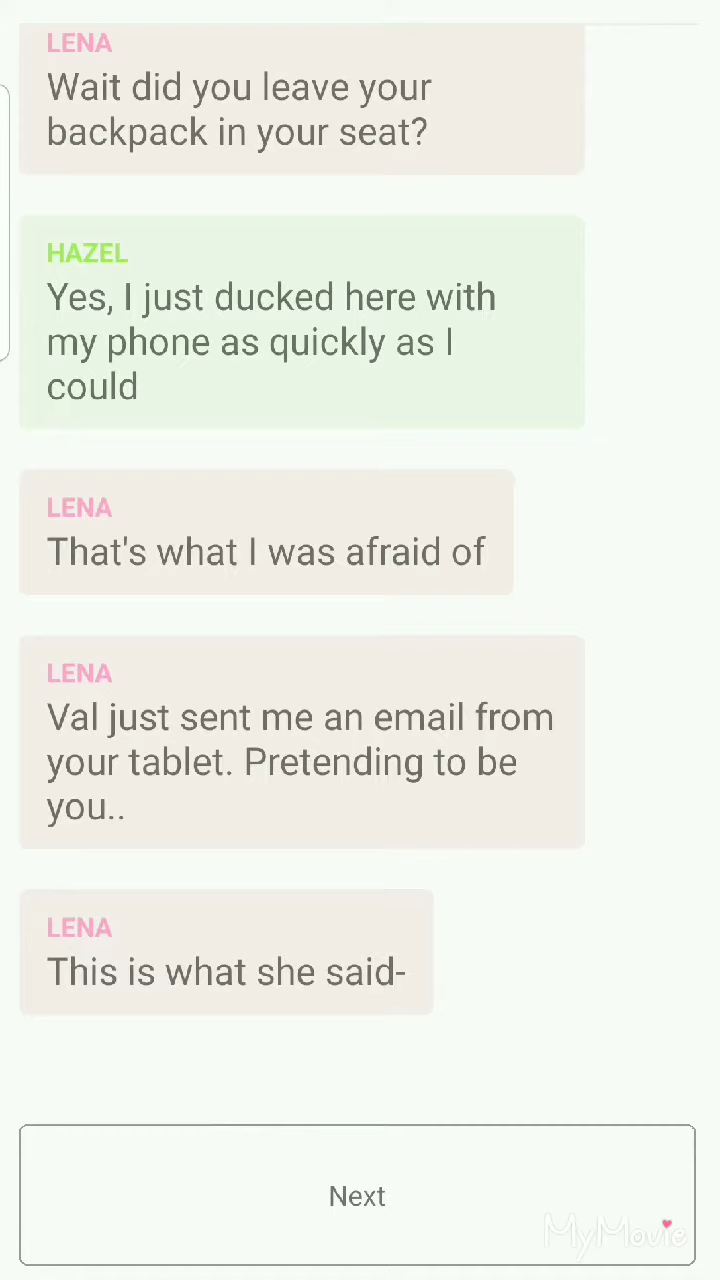 LENA
Wait did you leave your
backpack in your seat?
HAZEL
Yes, I just ducked here with
my phone as quickly as I
could
LENA
That's what I was afraid of
LENA
Val just sent me an email from
your tablet. Pretending to be
you..
LENA
This is what she said-
Next
MyMovie